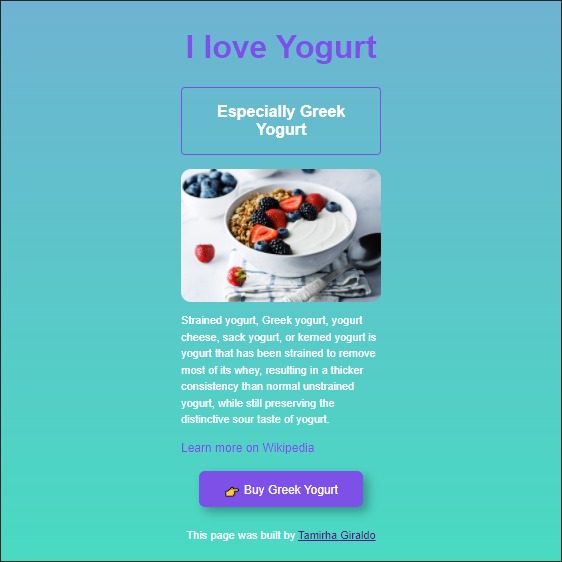 I love Yogurt
Especially Greek
Yogurt
Strained yogurt, Greek yogurt, yogurt
cheese, sack yogurt, or kerned yogurt is
yogurt that has been strained to remove
most of its whey, resulting in a thicker
consistency than normal unstrained
yogurt, while still preserving the
distinctive sour taste of yogurt.
Learn more on Wikipedia
👉 Buy Greek Yogurt
This page was built by Tamirha Giraldo